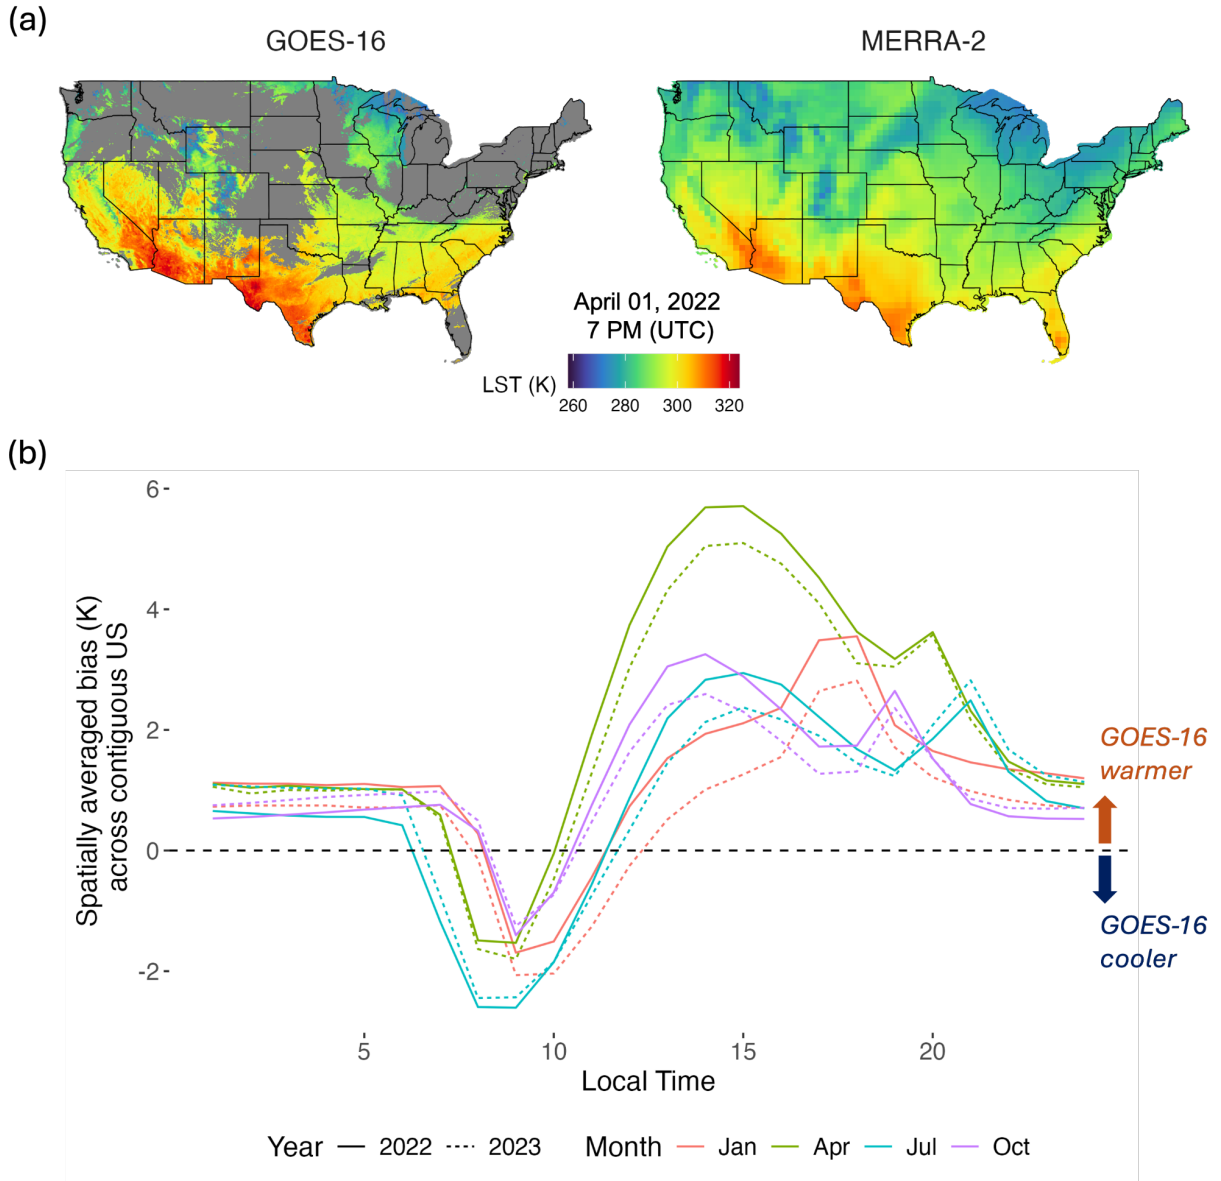 (a)
GOES-16
MERRA-2
April 01, 2022
7 PM (UTC)
LST (K)
260 280 300 320
(b)
Spatially averaged bias (K)
across contiguous US
6
4
2
0
-2
GOES-16
warmer
GOES-16
cooler
5 10 15 20
Local Time
Year 2022 2023 Month Jan Apr Jul Oct